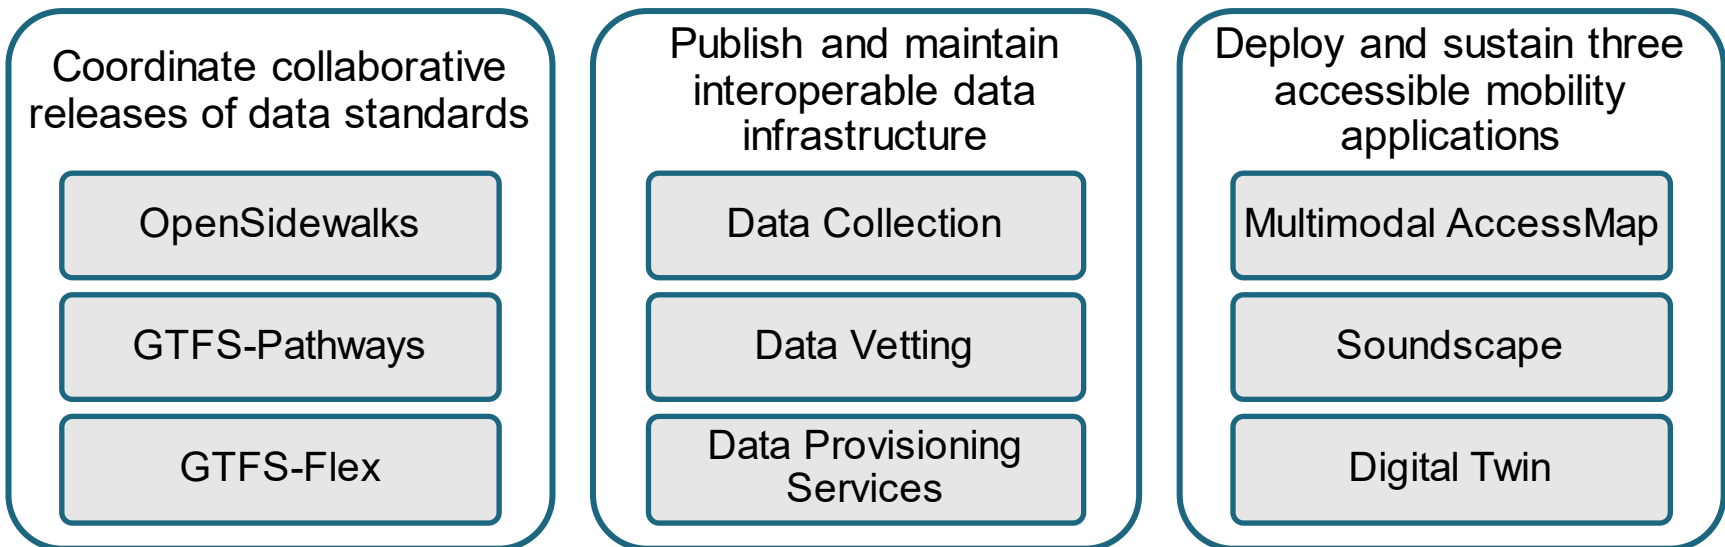 Coordinate collaborative
releases of data standards
OpenSidewalks
GTFS-Pathways
GTFS-Flex
Publish and maintain
interoperable data
infrastructure
Data Collection
Data Vetting
Data Provisioning
Services
Deploy and sustain three
accessible mobility
applications
Multimodal AccessMap
Soundscape
Digital Twin